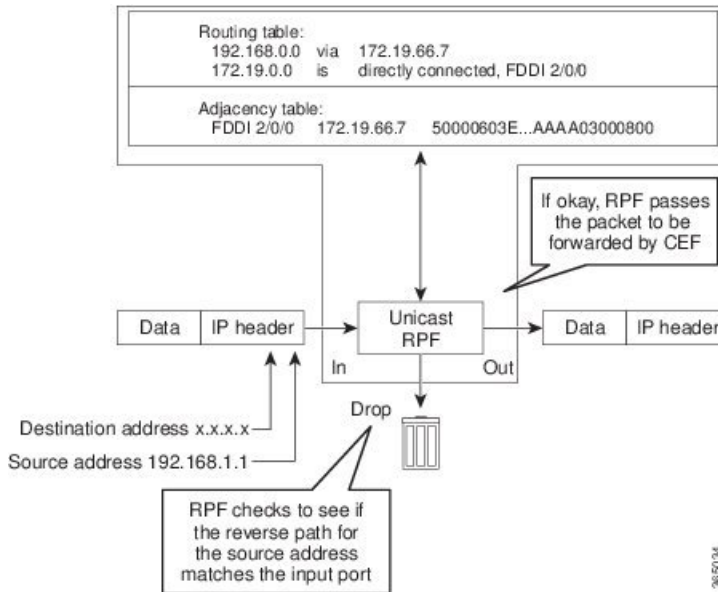 Routing table:
192.168.0.0 via 172.19.66.7
172.19.0.0 is directly connected, FDDI 2/0/0
Adjacency table:
FDDI 2/0/0 172.19.66.7 50000603E...AAAA03000800
If okay, RPF passes
the packet to be
forwarded by CEF
Data IP header
Unicast
RPF
Data IP header
In
Out
Drop
Destination address x.x.x.x
Source address 192.168.1.1
RPF checks to see if
the reverse path for
the source address
matches the input port